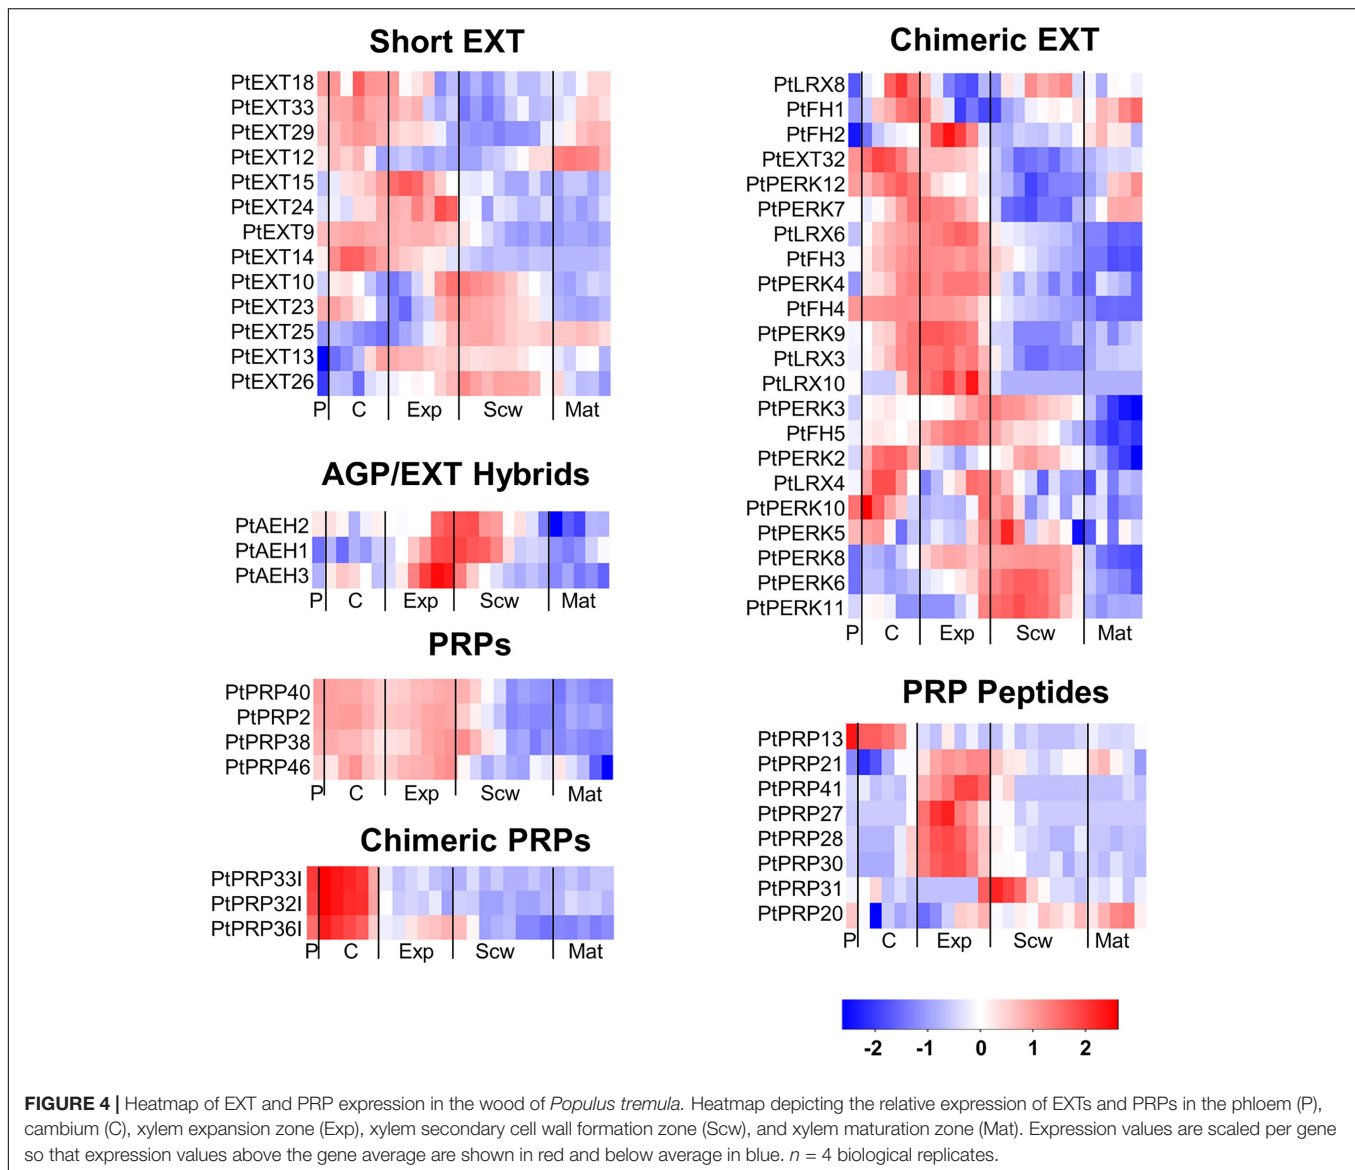 Short EXT
PtEXT18
PtEXT33
PtEXT29
PtEXT12
PtEXT15
PtEXT24
PtEXT9
PtEXT14
PtEXT10
PtEXT23
PtEXT25
PtEXT13
PtEXT26
P C Exp Scw Mat
AGP/EXT Hybrids
PtAEH2
PtAEH1
PtAEH3
P C Exp Scw Mat
PRPs
PtPRP40
PtPRP2
PtPRP38
PtPRP46
P C Exp Scw Mat
Chimeric PRPs
PtPRP33I
PtPRP32I
PtPRP36I
P C Exp Scw Mat
Chimeric EXT
PtLRX8
PtFH1
PtFH2
PtEXT32
PtPERK12
PtPERK7
PtLRX6
PtFH3
PtPERK4
PtFH4
PtPERK9
PtLRX3
PtLRX10
PtPERK3
PtFH5
PtPERK2
PtLRX4
PtPERK10
PtPERK5
PtPERK8
PtPERK6
PtPERK11
P C Exp Scw Mat
PRP Peptides
PtPRP13
PtPRP21
PtPRP41
PtPRP27
PtPRP28
PtPRP30
PtPRP31
PtPRP20
P C Exp Scw Mat
-2 -1 0 1 2
FIGURE 4 | Heatmap of EXT and PRP expression in the wood of Populus tremula. Heatmap depicting the relative expression of EXTs and PRPs in the phloem (P),
cambium (C), xylem expansion zone (Exp), xylem secondary cell wall formation zone (Scw), and xylem maturation zone (Mat). Expression values are scaled per gene
so that expression values above the gene average are shown in red and below average in blue. n = 4 biological replicates.